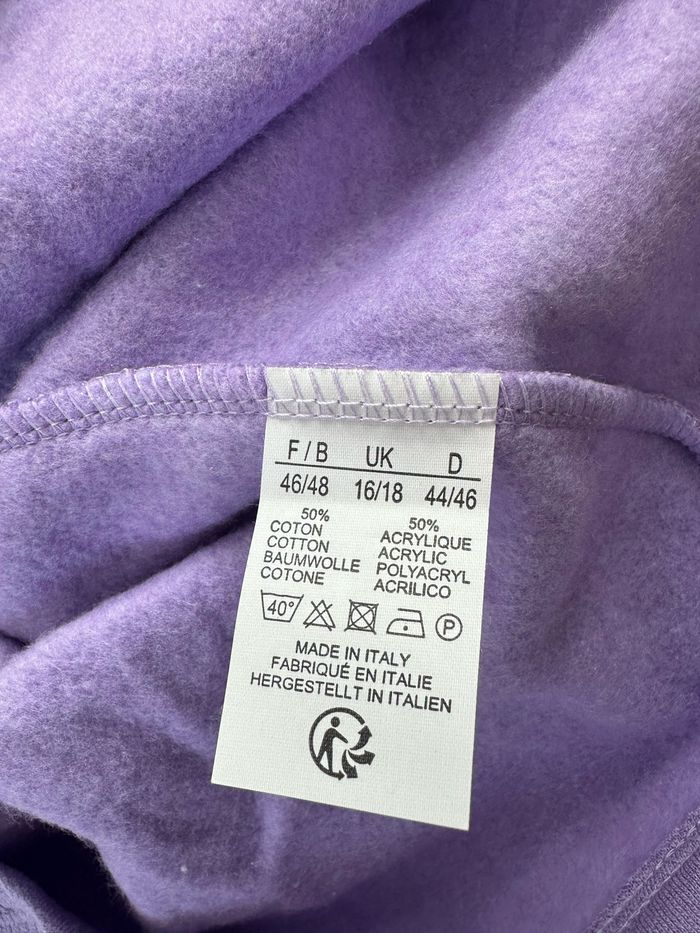 F / B UK D
46/48 16/18 44/46
50% 50%
COTON ACRYLIQUE
COTTON ACRYLIC
BAUMWOLLE POLYACRYL
COTONE ACRILICO
40° P
MADE IN ITALY
FABRIQUÉ EN ITALIE
HERGESTELLT IN ITALIEN